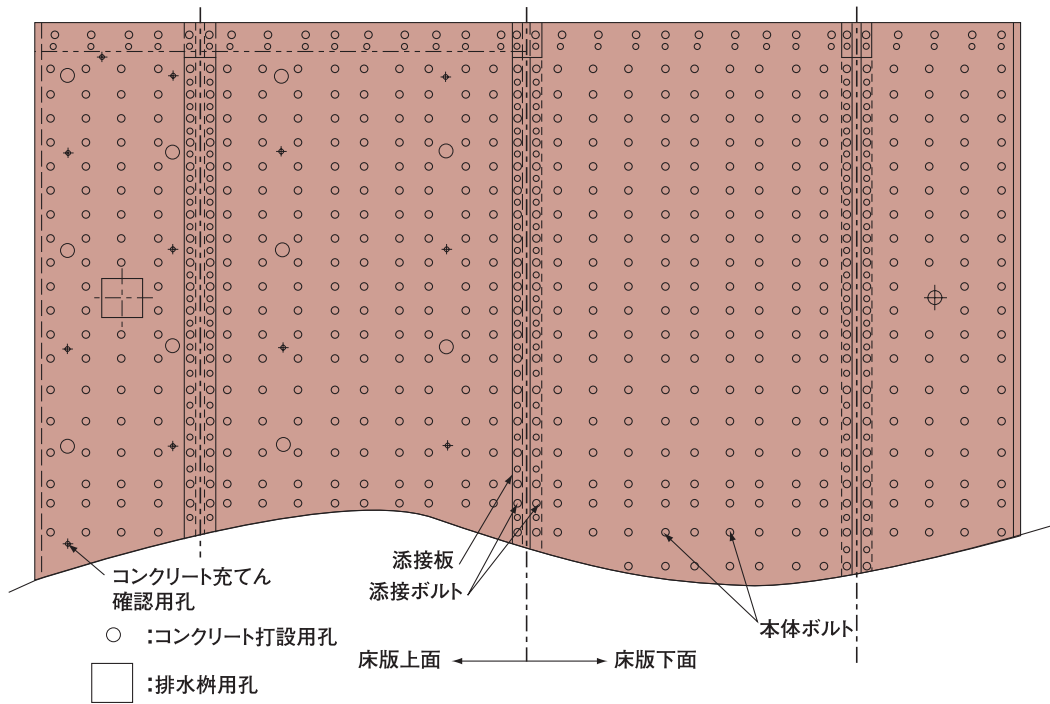 添接板
添接ボルト
コンクリート充てん
確認用孔
本体ボルト
:コンクリート打設用孔
床版上面
床版下面
:排水桝用孔